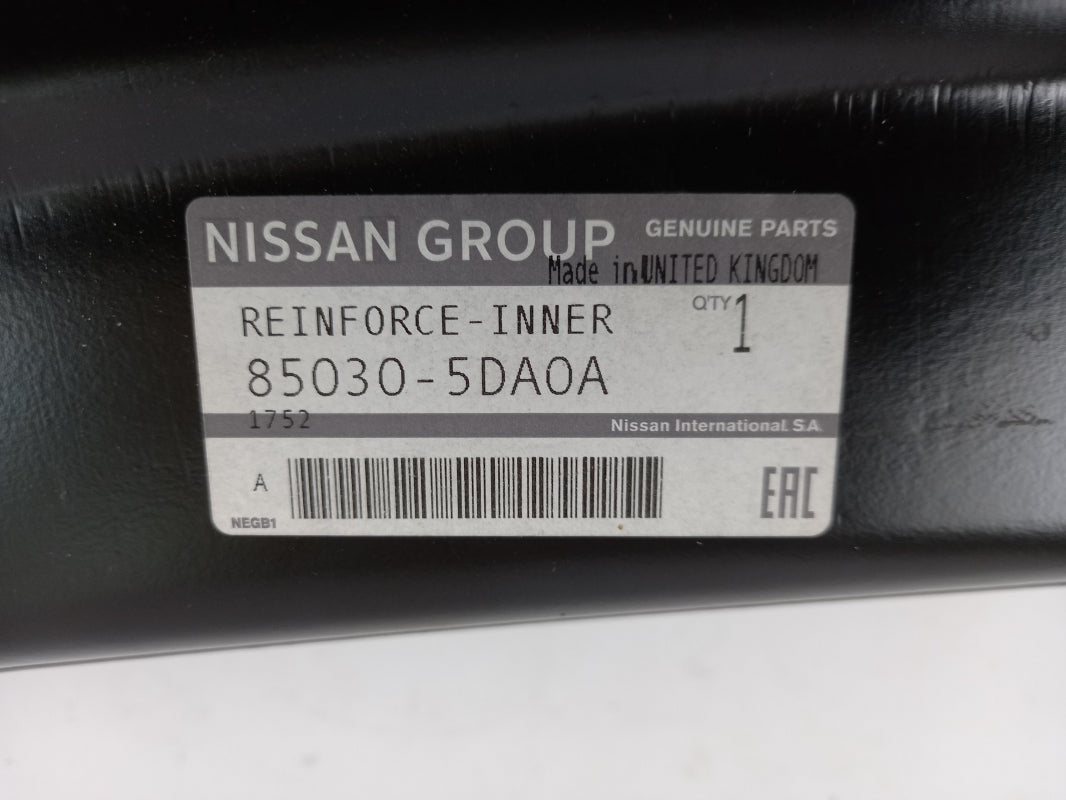 NISSAN GROUP GENUINE PARTS
Made in UNITED KINGDOM
REINFORCE-INNER Q'TY 1
85030-5DA0A
1752 Nissan International S.A.
A EAC
NEGB1